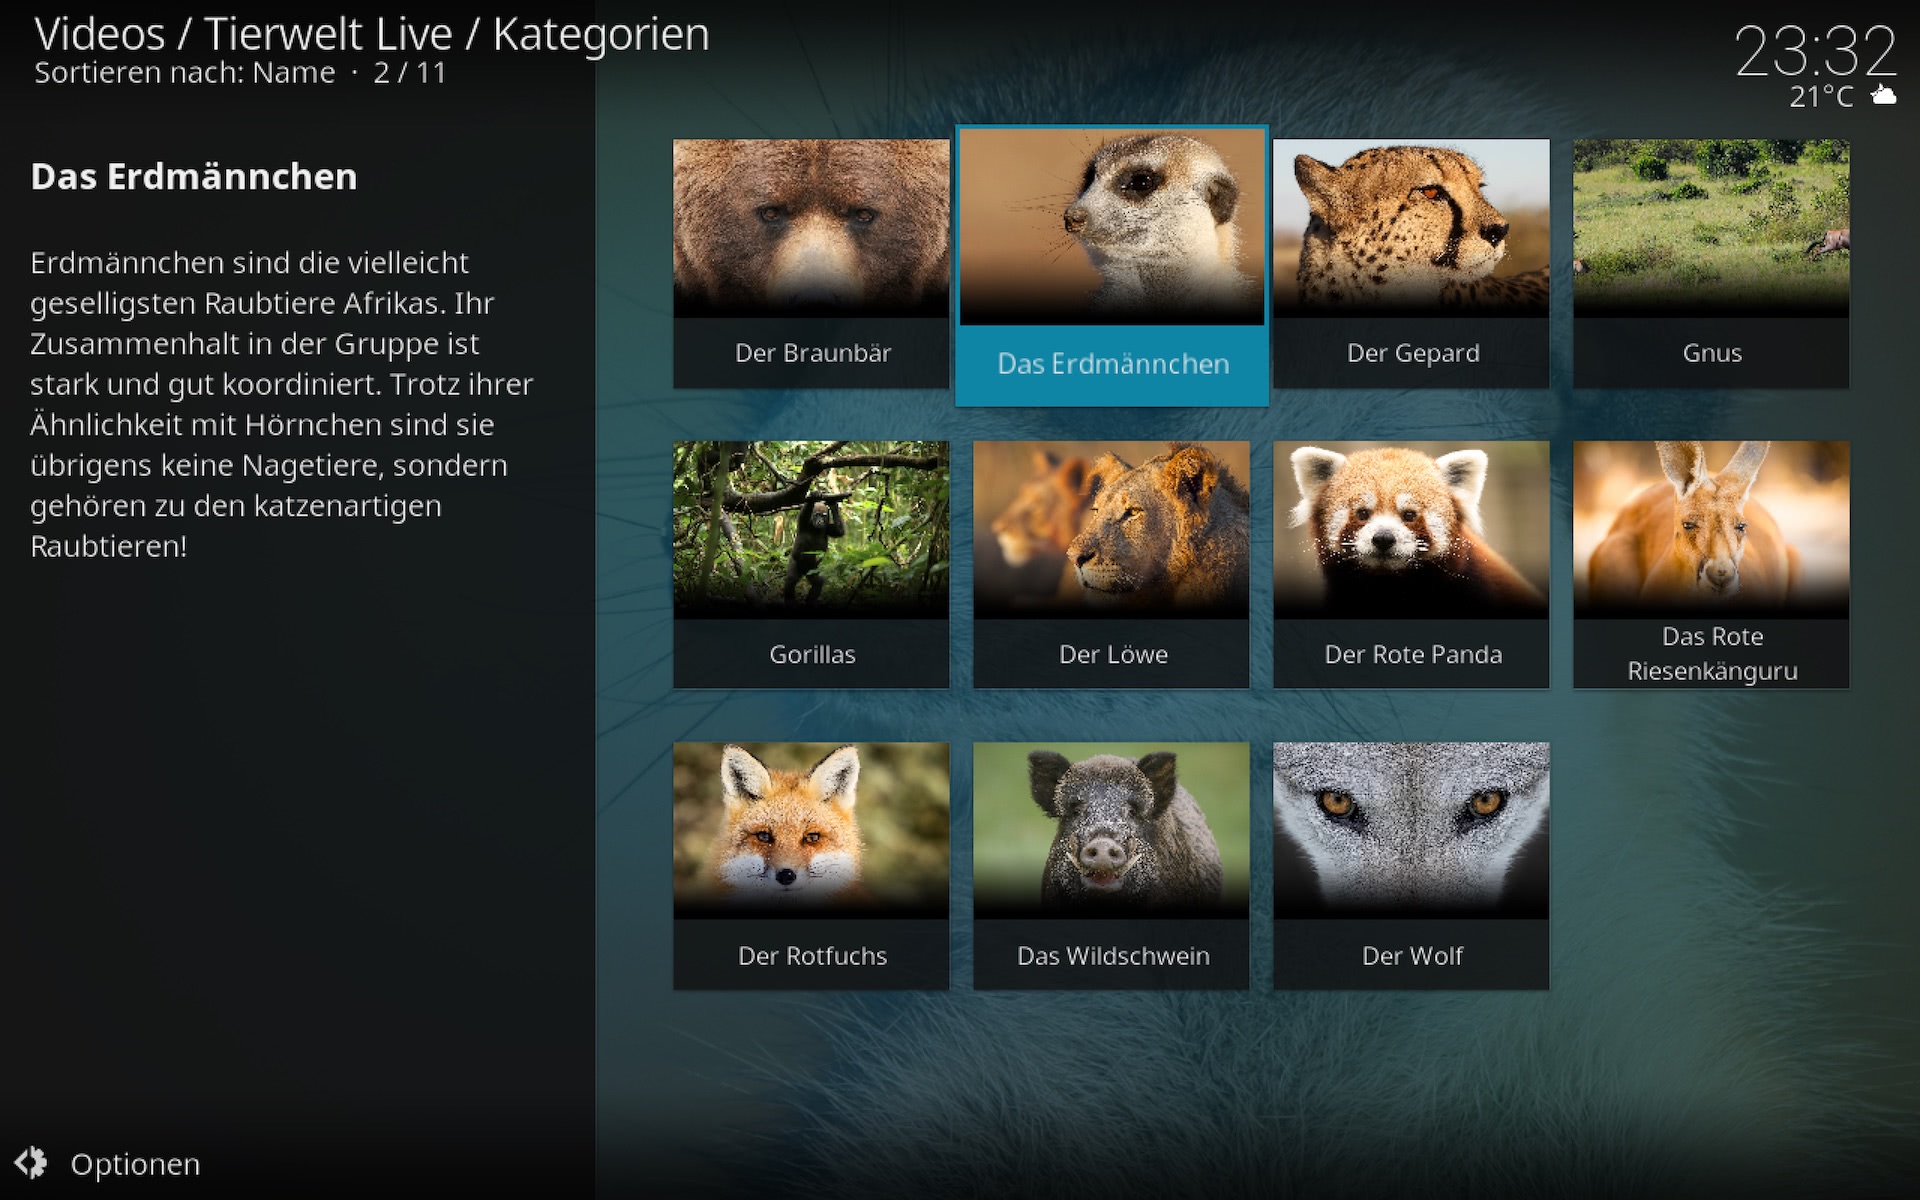 Videos / Tierwelt Live / Kategorien
Sortieren nach: Name · 2 / 11
23:32
21°C
Das Erdmännchen
Erdmännchen sind die vielleicht
geselligsten Raubtiere Afrikas. Ihr
Zusammenhalt in der Gruppe ist
stark und gut koordiniert. Trotz ihrer
Ähnlichkeit mit Hörnchen sind sie
übrigens keine Nagetiere, sondern
gehören zu den katzenartigen
Raubtieren!
Der Braunbär
Das Erdmännchen
Der Gepard
Gnus
Gorillas
Der Löwe
Der Rote Panda
Das Rote
Riesenkänguru
Der Rotfuchs
Das Wildschwein
Der Wolf
Optionen